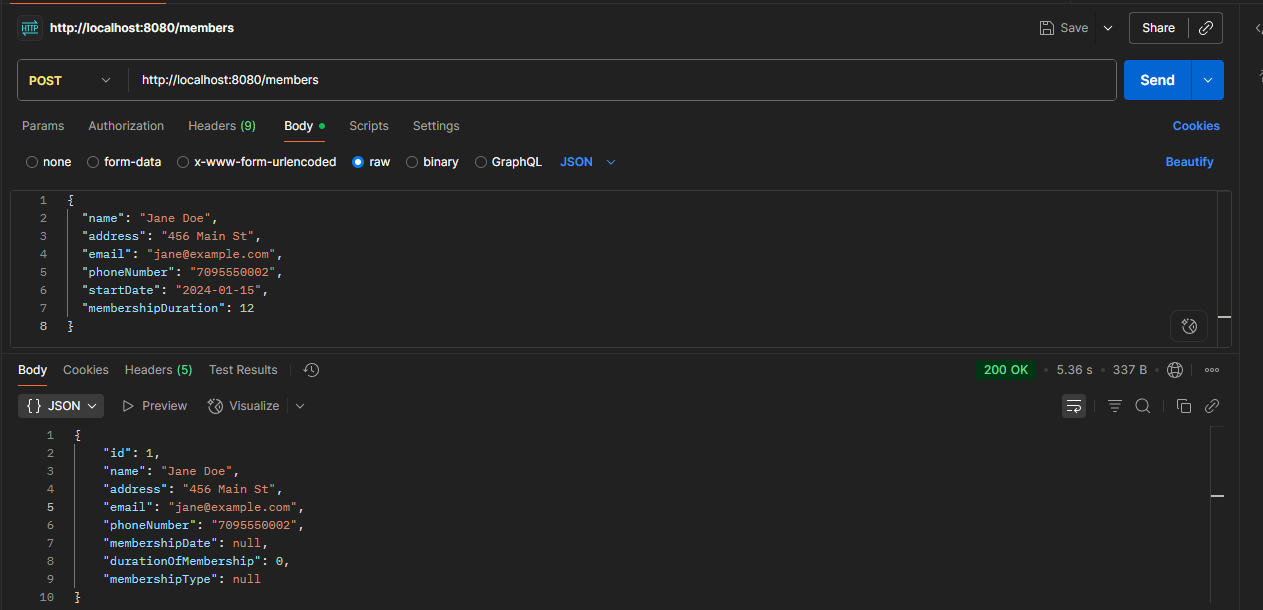 HTTP http://localhost:8080/members Save Share
POST http://localhost:8080/members Send
Params Authorization Headers (9) Body Scripts Settings Cookies
none form-data x-www-form-urlencoded raw binary GraphQL JSON Beautify
1 {
2 "name": "Jane Doe",
3 "address": "456 Main St",
4 "email": "jane@example.com",
5 "phoneNumber": "7095550002",
6 "startDate": "2024-01-15",
7 "membershipDuration": 12
8 }
Body Cookies Headers (5) Test Results 200 OK • 5.36 s • 337 B •
{} JSON Preview Visualize
1 {
2 "id": 1,
3 "name": "Jane Doe",
4 "address": "456 Main St",
5 "email": "jane@example.com",
6 "phoneNumber": "7095550002",
7 "membershipDate": null,
8 "durationOfMembership": 0,
9 "membershipType": null
10 }